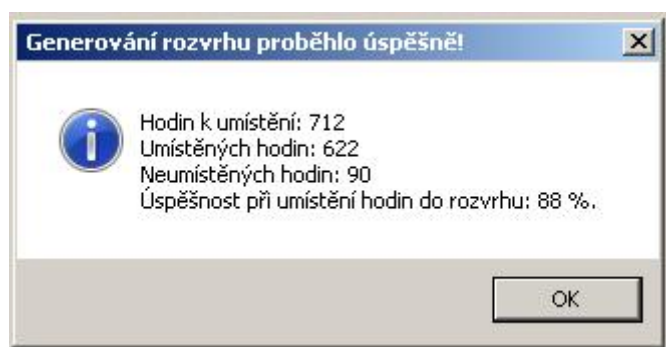 Generování rozvrhu proběhlo úspěšně!
Hodin k umístění: 712
Umístěných hodin: 622
Neumístěných hodin: 90
Úspěšnost při umístění hodin do rozvrhu: 88 %.
OK